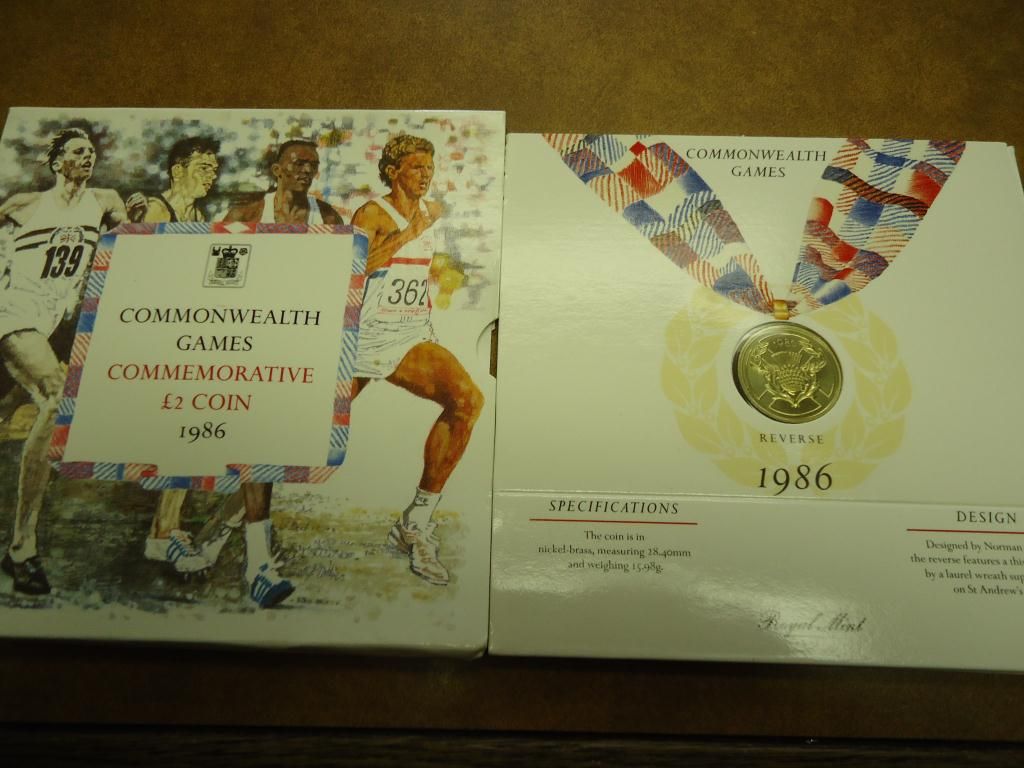 139
362
COMMONWEALTH
GAMES
COMMEMORATIVE
£2 COIN
1986
COMMONWEALTH
GAMES
1986
REVERSE
1986
SPECIFICATIONS
The coin is in
nickel-brass, measuring 28.40mm
and weighing 15.98g.
DESIGN
Designed by Norman
the reverse features a
by a laurel wreath
on St Andrew's
Royal Mint